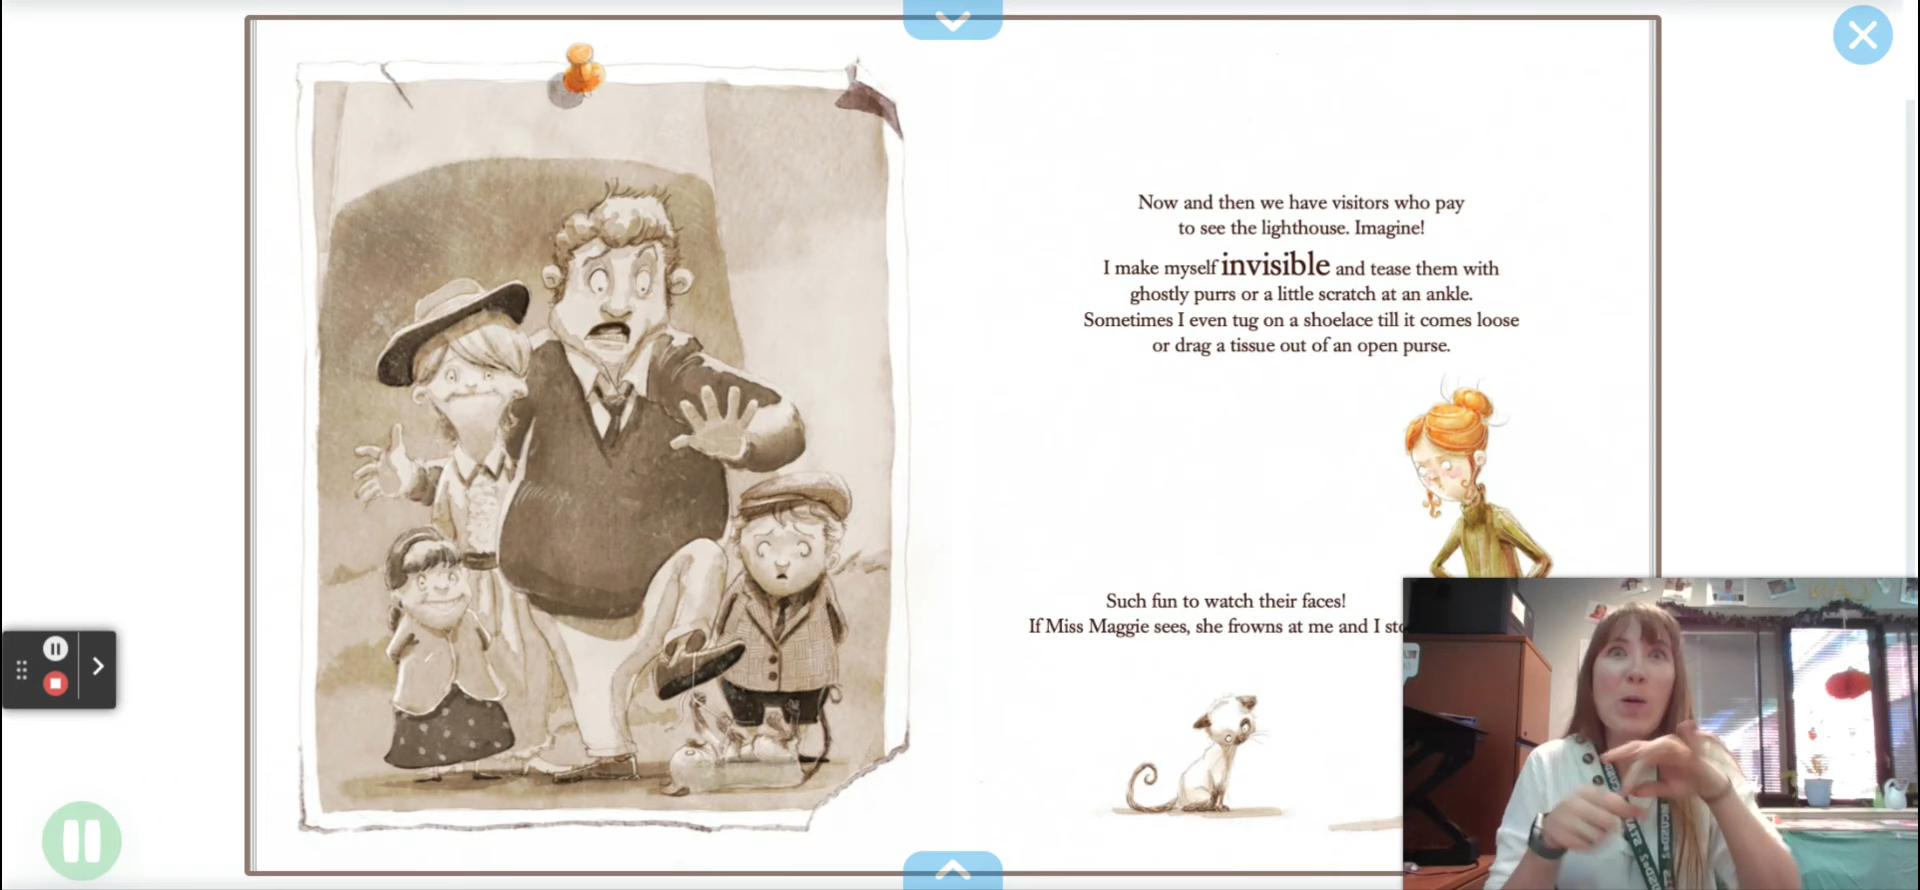 Now and then we have visitors who pay
to see the lighthouse. Imagine!
I make myself invisible and tease them with
ghostly purrs or a little scratch at an ankle.
Sometimes I even tug on a shoelace till it comes loose
or drag a tissue out of an open purse.
Such fun to watch their faces!
If Miss Maggie sees, she frowns at me and I